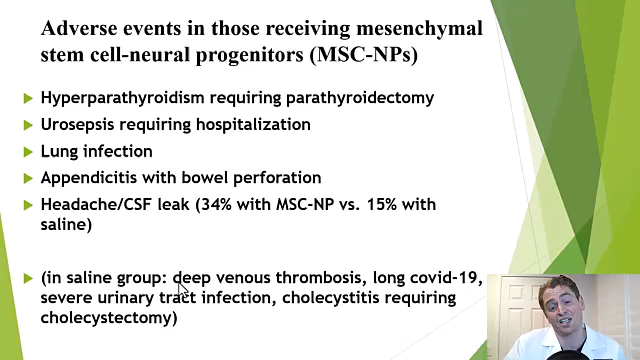 Adverse events in those receiving mesenchymal
stem cell-neural progenitors (MSC-NPs)
Hyperparathyroidism requiring parathyroidectomy
Urosepsis requiring hospitalization
Lung infection
Appendicitis with bowel perforation
Headache/CSF leak (34% with MSC-NP vs. 15% with
saline)
(in saline group: deep venous thrombosis, long covid-19,
severe urinary tract infection, cholecystitis requiring
cholecystectomy)